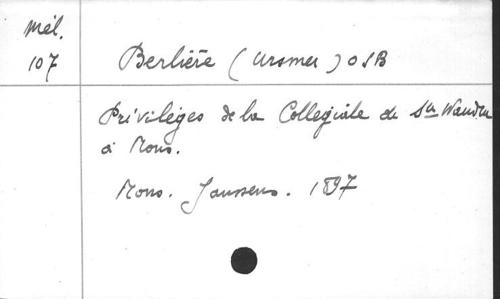 Mél.
107
Berlière (Ursmer) OSB
Privilèges de la Collégiale de Ste Waudru
à Mons.
Mons. Janssens. 1897